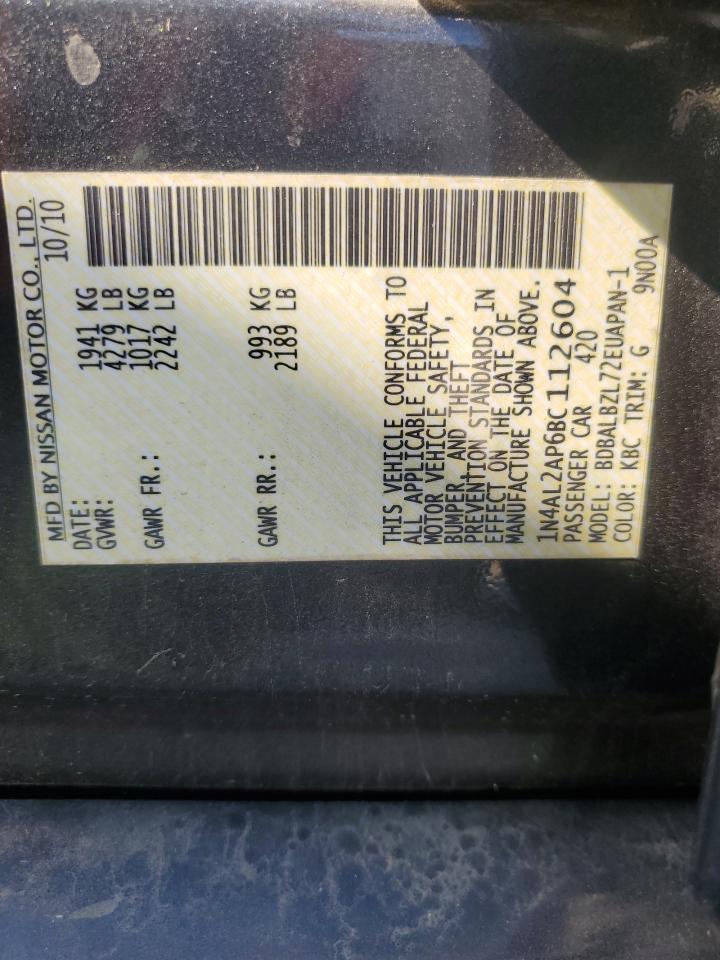 MFD BY NISSAN MOTOR CO., LTD.
DATE: 10/10
GVWR: 1941 KG
4279 LB
GAWR FR.: 1017 KG
2242 LB
GAWR RR.: 993 KG
2189 LB
THIS VEHICLE CONFORMS TO
ALL APPLICABLE FEDERAL
MOTOR VEHICLE SAFETY,
BUMPER, AND THEFT
PREVENTION STANDARDS IN
EFFECT ON THE DATE OF
MANUFACTURE SHOWN ABOVE.
1N4AL2AP6BC112604
PASSENGER CAR 420
MODEL: BDBALBZL72EUAPAN-1
COLOR: KBC TRIM: G 9N00A